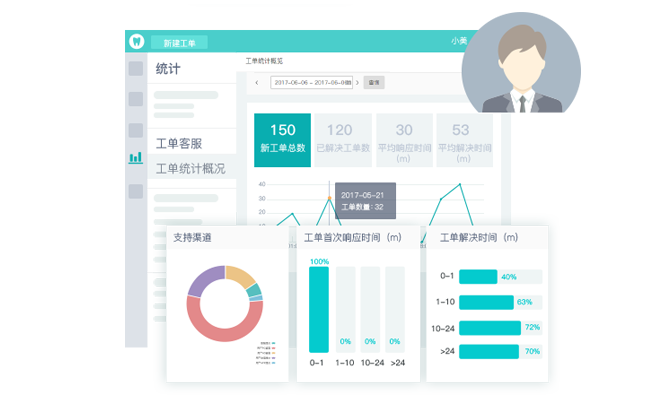 新建工单
小美
统计
工单统计概览
2017-06-06 - 2017-06-06
查询
工单客服
工单统计概况
150
新工单总数
120
已解决工单数
30
平均响应时间
(m)
53
平均解决时间
(m)
40
30
20
2017-05-21
工单数量：32
支持渠道
工单首次响应时间（m）
100%
0%
0%
0%
0-1
1-10
10-24
>24
工单解决时间（m）
0-1
40%
1-10
63%
10-24
72%
>24
70%